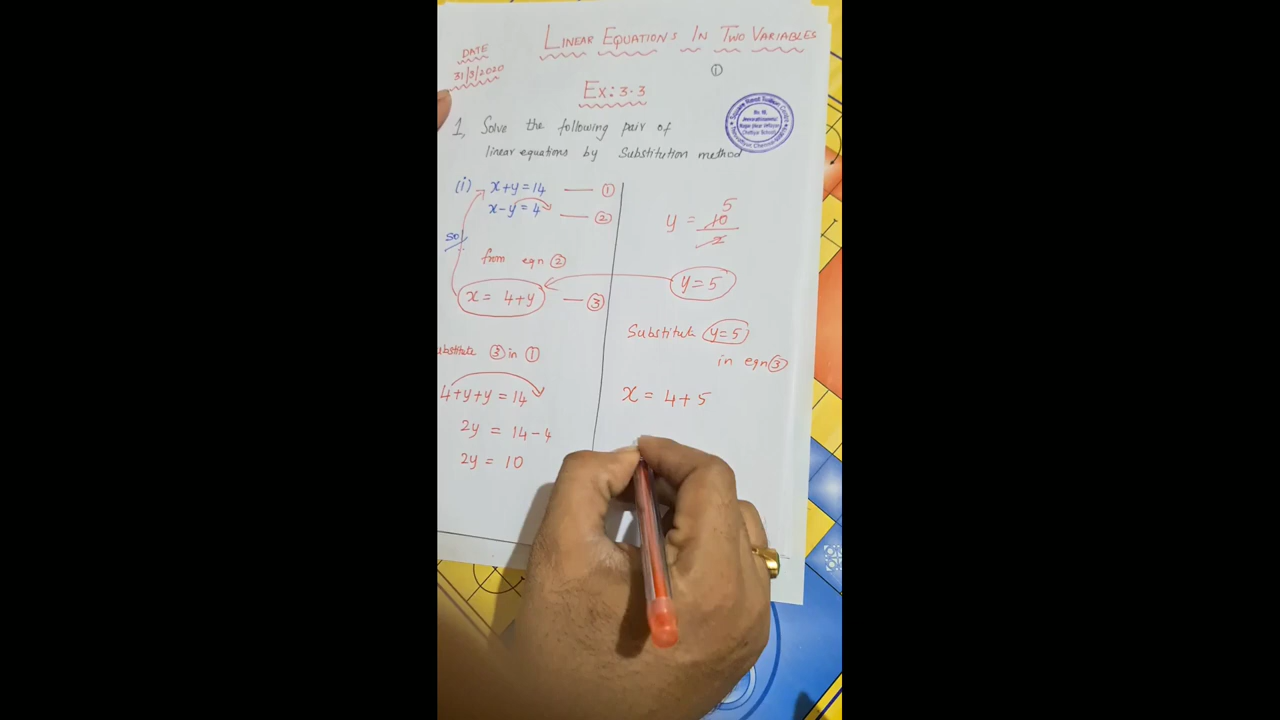 LINEAR EQUATIONS IN TWO VARIABLES
DATE
31/3/2020
①
Ex: 3.3
1, Solve the following pair of
linear equations by Substitution method
(i) x+y=14 —— ①
x-y=4 —— ②
from eqn ②
x = 4+y — ③
substitute ③ in ①
4+y+y=14
2y = 14-4
2y = 10
5
y = 10
2
y=5
Substitute y=5
in eqn ③
x = 4+5